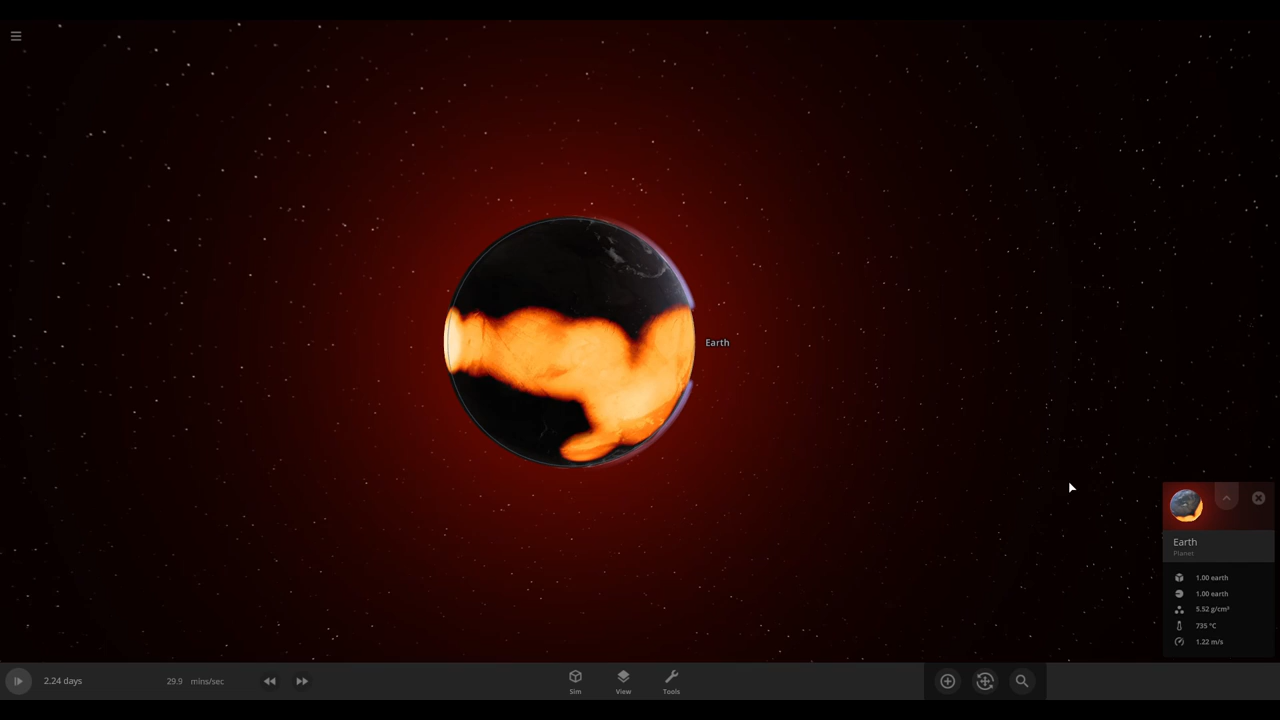 Earth
Earth
Planet
1.00 earth
1.00 earth
5.52 g/cm³
735 °C
1.22 m/s
2.24 days
29.9 mins/sec
Sim
View
Tools